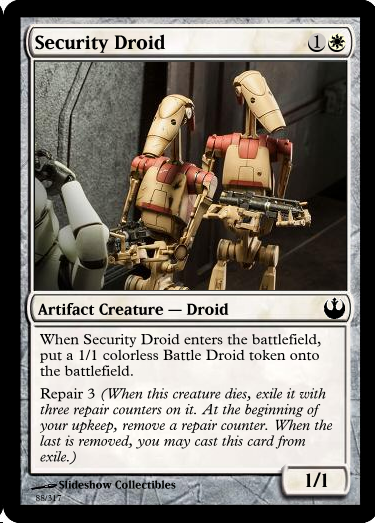 Security Droid 1
Artifact Creature — Droid
When Security Droid enters the battlefield,
put a 1/1 colorless Battle Droid token onto
the battlefield.
Repair 3 (When this creature dies, exile it with
three repair counters on it. At the beginning of
your upkeep, remove a repair counter. When the
last is removed, you may cast this card from
exile.)
1/1
Slideshow Collectibles
88/317